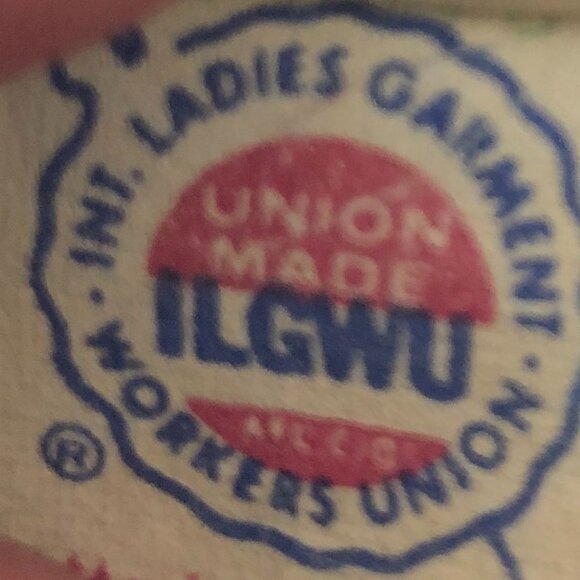 INT. LADIES GARMENT
UNION
MADE
ILGWU
AFL CIO
· WORKERS UNION ·
®